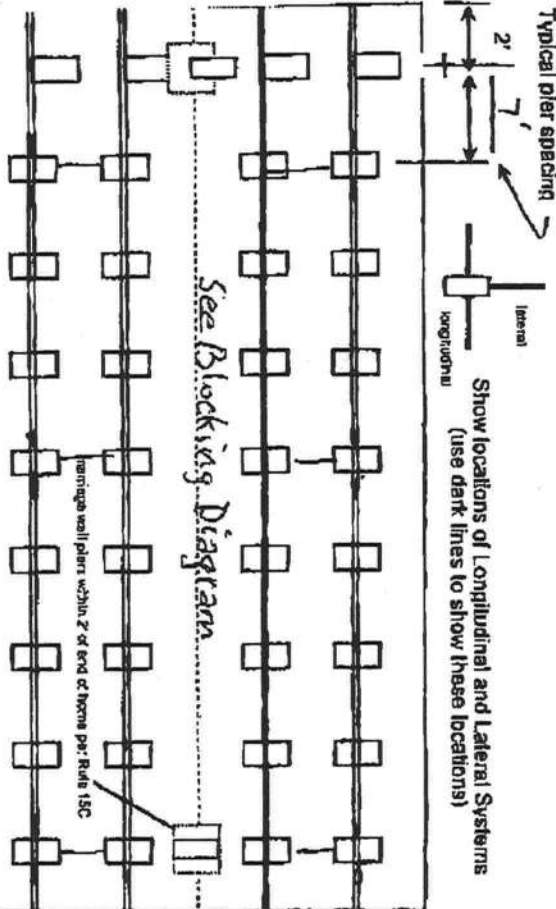 Typical pier spacing
2'
7'
lateral
longitudinal
Show locations of Longitudinal and Lateral Systems
(use dark lines to show these locations)
See Blocking Diagram
marriage wall piers within 2' of end of home per Rule 15C